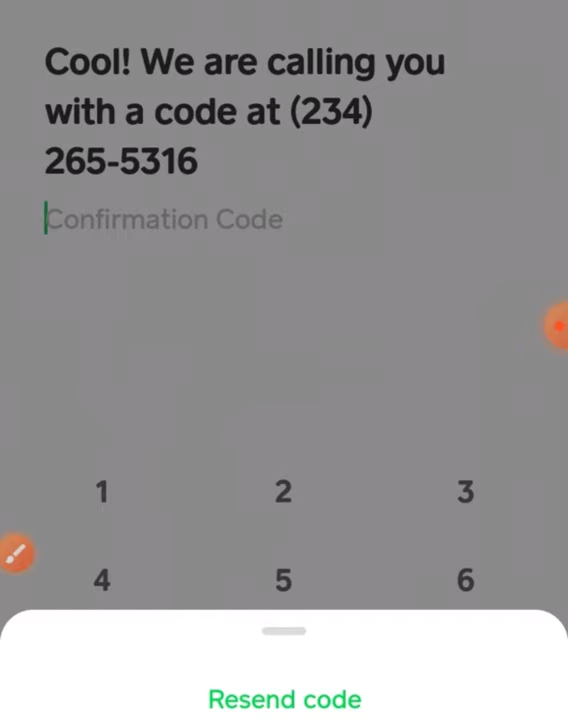 Cool! We are calling you
with a code at (234)
265-5316
Confirmation Code
1 2 3
4 5 6
Resend code